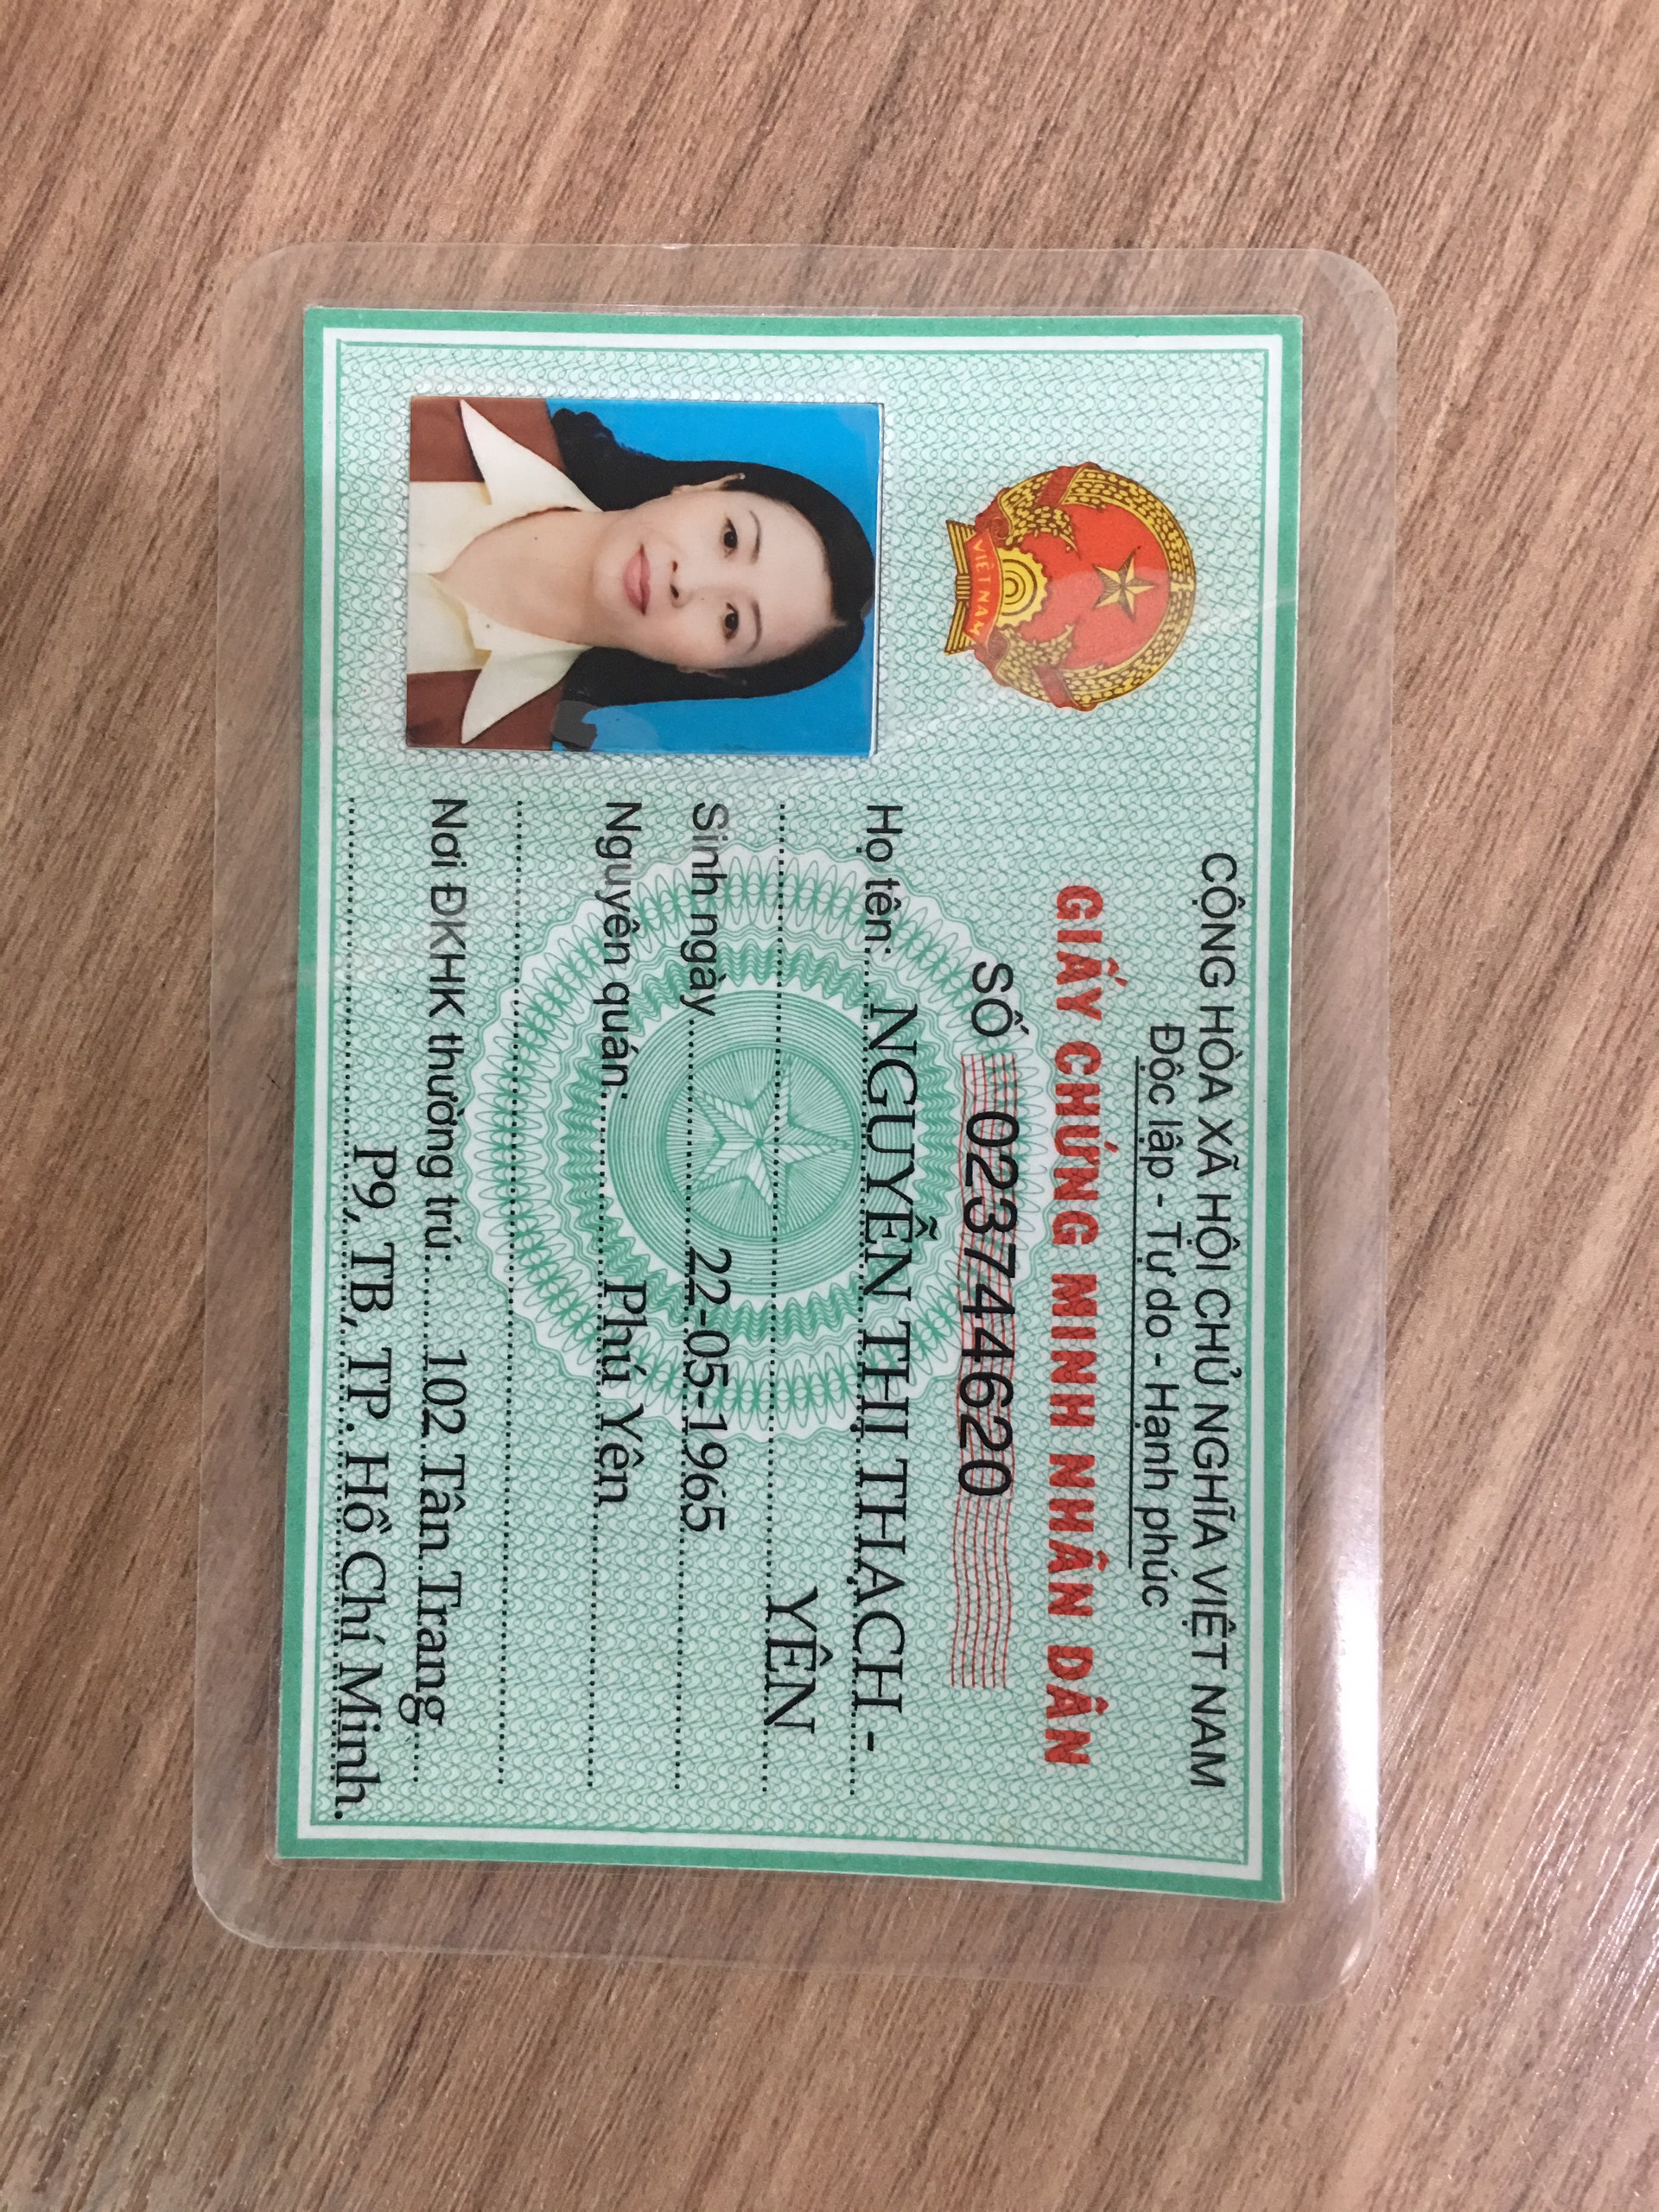 CỘNG HÒA XÃ HỘI CHỦ NGHĨA VIỆT NAM
Độc lập - Tự do - Hạnh phúc
GIẤY CHỨNG MINH NHÂN DÂN
SỐ 023744620
Họ tên: NGUYỄN THỊ THẠCH -
YÊN
Sinh ngày 22-05-1965
Nguyên quán: Phú Yên
Nơi ĐKHK thường trú: 102 Tân Trang
P9, TB, TP. Hồ Chí Minh.
VIỆT NAM